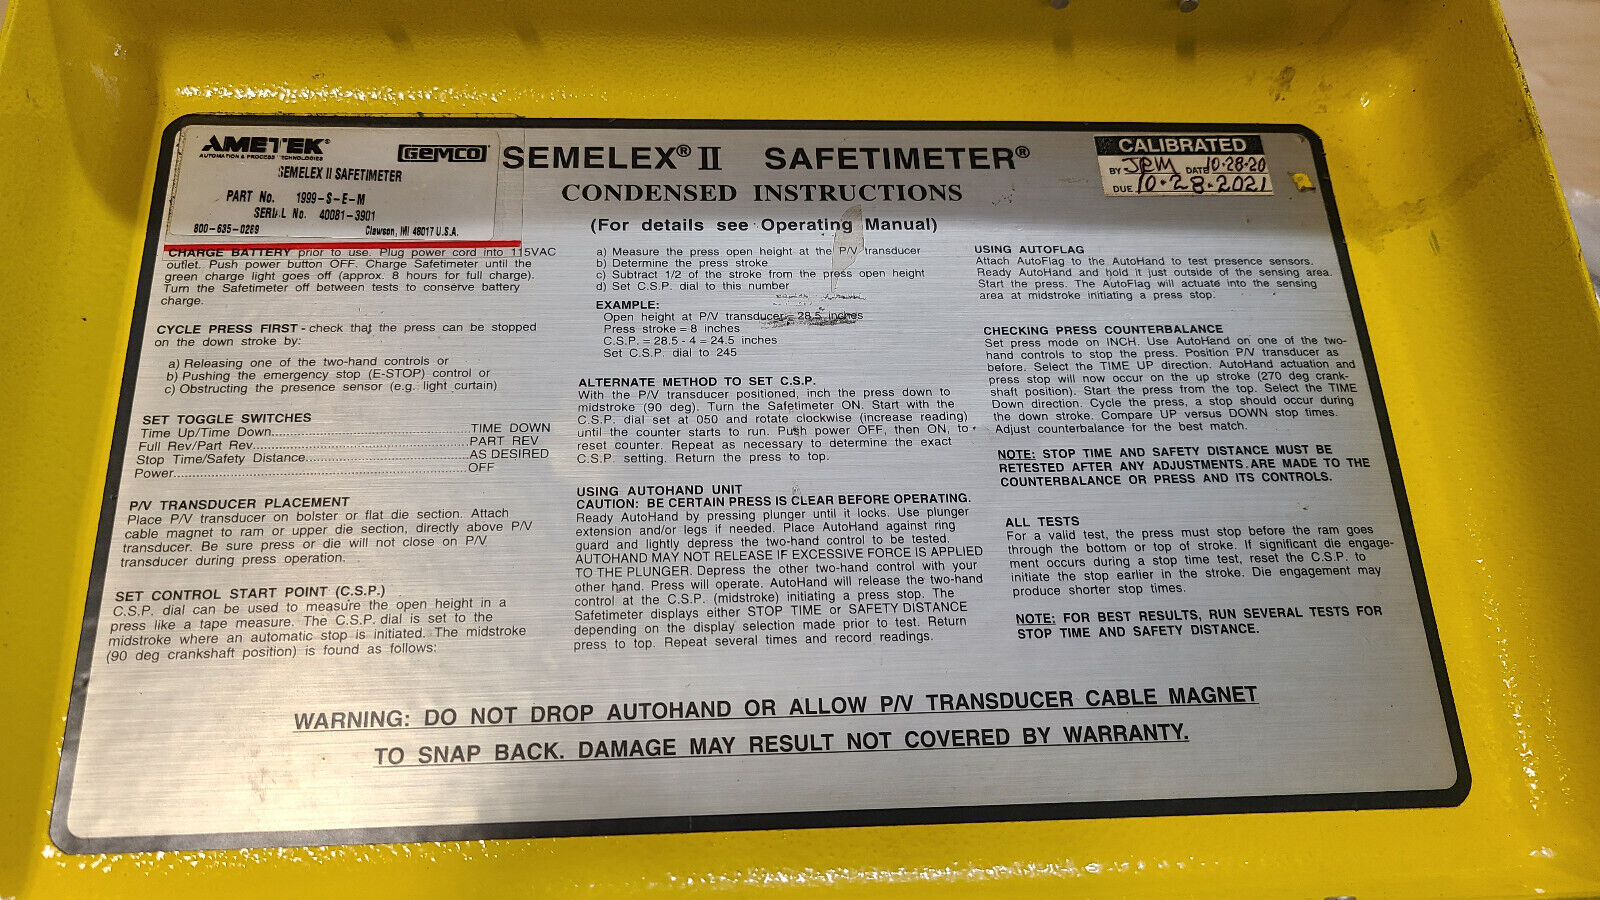 AMETEK®
AUTOMATION & PROCESS TECHNOLOGIES
GEMCO
SEMELEX II SAFETIMETER
PART No. 1999-S-E-M
SERIAL No. 40081-3901
800-635-0289 Clawson, MI 48017 U.S.A.
SEMELEX® II SAFETIMETER®
CONDENSED INSTRUCTIONS
(For details see Operating Manual)
CALIBRATED
BY JRM DATE 10-28-20
DUE 10-28-2021
CHARGE BATTERY prior to use. Plug power cord into 115VAC
outlet. Push power button OFF. Charge Safetimeter until the
green charge light goes off (approx. 8 hours for full charge).
Turn the Safetimeter off between tests to conserve battery
charge.
CYCLE PRESS FIRST - check that the press can be stopped
on the down stroke by:
a) Releasing one of the two-hand controls or
b) Pushing the emergency stop (E-STOP) control or
c) Obstructing the presence sensor (e.g. light curtain)
SET TOGGLE SWITCHES
Time Up/Time Down........................................TIME DOWN
Full Rev/Part Rev............................................PART REV
Stop Time/Safety Distance..............................AS DESIRED
Power..............................................................OFF
P/V TRANSDUCER PLACEMENT
Place P/V transducer on bolster or flat die section. Attach
cable magnet to ram or upper die section, directly above P/V
transducer. Be sure press or die will not close on P/V
transducer during press operation.
SET CONTROL START POINT (C.S.P.)
C.S.P. dial can be used to measure the open height in a
press like a tape measure. The C.S.P. dial is set to the
midstroke where an automatic stop is initiated. The midstroke
(90 deg crankshaft position) is found as follows:
a) Measure the press open height at the P/V transducer
b) Determine the press stroke
c) Subtract 1/2 of the stroke from the press open height
d) Set C.S.P. dial to this number
EXAMPLE:
Open height at P/V transducer = 28.5 inches
Press stroke = 8 inches
C.S.P. = 28.5 - 4 = 24.5 inches
Set C.S.P. dial to 245
ALTERNATE METHOD TO SET C.S.P.
With the P/V transducer positioned, inch the press down to
midstroke (90 deg). Turn the Safetimeter ON. Start with the
C.S.P. dial set at 050 and rotate clockwise (increase reading)
until the counter starts to run. Push power OFF, then ON, to
reset counter. Repeat as necessary to determine the exact
C.S.P. setting. Return the press to top.
USING AUTOHAND UNIT
CAUTION: BE CERTAIN PRESS IS CLEAR BEFORE OPERATING.
Ready AutoHand by pressing plunger until it locks. Use plunger
extension and/or legs if needed. Place AutoHand against ring
guard and lightly depress the two-hand control to be tested.
AUTOHAND MAY NOT RELEASE IF EXCESSIVE FORCE IS APPLIED
TO THE PLUNGER. Depress the other two-hand control with your
other hand. Press will operate. AutoHand will release the two-hand
control at the C.S.P. (midstroke) initiating a press stop. The
Safetimeter displays either STOP TIME or SAFETY DISTANCE
depending on the display selection made prior to test. Return
press to top. Repeat several times and record readings.
USING AUTOFLAG
Attach AutoFlag to the AutoHand to test presence sensors.
Ready AutoHand and hold it just outside of the sensing area.
Start the press. The AutoFlag will actuate into the sensing
area at midstroke initiating a press stop.
CHECKING PRESS COUNTERBALANCE
Set press mode on INCH. Use AutoHand on one of the two-
hand controls to stop the press. Position P/V transducer as
before. Select the TIME UP direction. AutoHand actuation and
press stop will now occur on the up stroke (270 deg crank-
shaft position). Start the press from the top. Select the TIME
Down direction. Cycle the press, a stop should occur during
the down stroke. Compare UP versus DOWN stop times.
Adjust counterbalance for the best match.
NOTE: STOP TIME AND SAFETY DISTANCE MUST BE
RETESTED AFTER ANY ADJUSTMENTS ARE MADE TO THE
COUNTERBALANCE OR PRESS AND ITS CONTROLS.
ALL TESTS
For a valid test, the press must stop before the ram goes
through the bottom or top of stroke. If significant die engage-
ment occurs during a stop time test, reset the C.S.P. to
initiate the stop earlier in the stroke. Die engagement may
produce shorter stop times.
NOTE: FOR BEST RESULTS, RUN SEVERAL TESTS FOR
STOP TIME AND SAFETY DISTANCE.
WARNING: DO NOT DROP AUTOHAND OR ALLOW P/V TRANSDUCER CABLE MAGNET
TO SNAP BACK. DAMAGE MAY RESULT NOT COVERED BY WARRANTY.